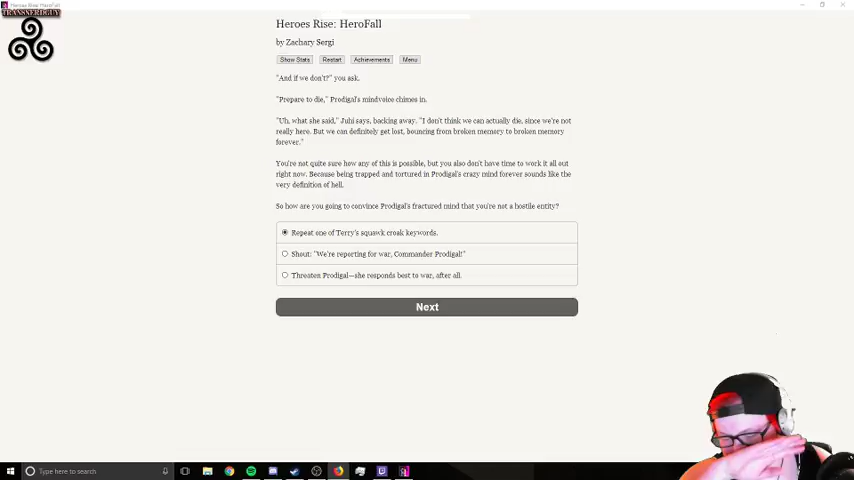 Heroes Rise: HeroFall
TRANSNERDGUY
Heroes Rise: HeroFall
by Zachary Sergi
Show Stats Restart Achievements Menu
"And if we don't?" you ask.
"Prepare to die," Prodigal's mindvoice chimes in.
"Uh, what she said," Juhi says, backing away. "I don't think we can actually die, since we're not
really here. But we can definitely get lost, bouncing from broken memory to broken memory
forever."
You're not quite sure how any of this is possible, but you also don't have time to work it all out
right now. Because being trapped and tortured in Prodigal's crazy mind forever sounds like the
very definition of hell.
So how are you going to convince Prodigal's fractured mind that you're not a hostile entity?
Repeat one of Terry's squawk croak keywords.
Shout: "We're reporting for war, Commander Prodigal!"
Threaten Prodigal—she responds best to war, after all.
Next
Type here to search